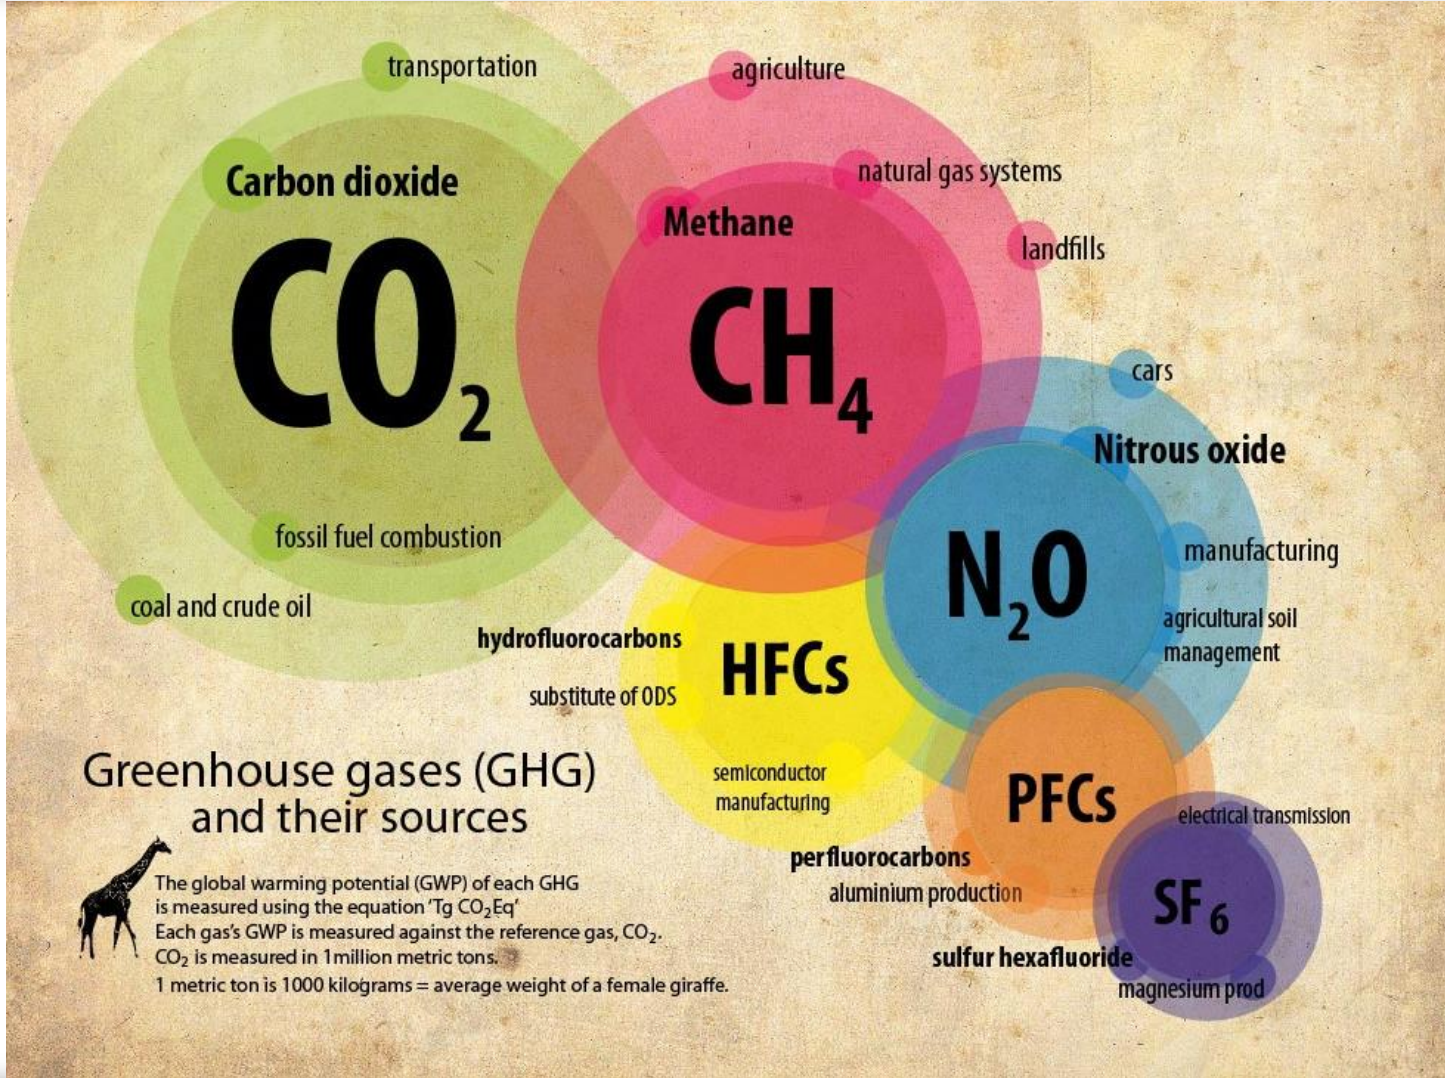 transportation
Carbon dioxide
CO₂
fossil fuel combustion
coal and crude oil
agriculture
natural gas systems
Methane
landfills
CH₄
cars
Nitrous oxide
N₂O
manufacturing
agricultural soil
management
hydrofluorocarbons
HFCs
substitute of ODS
semiconductor
manufacturing
PFCs
perfluorocarbons
aluminium production
electrical transmission
SF₆
sulfur hexafluoride
magnesium prod
Greenhouse gases (GHG)
and their sources
The global warming potential (GWP) of each GHG
is measured using the equation 'Tg CO₂Eq'
Each gas's GWP is measured against the reference gas, CO₂.
CO₂ is measured in 1million metric tons.
1 metric ton is 1000 kilograms = average weight of a female giraffe.